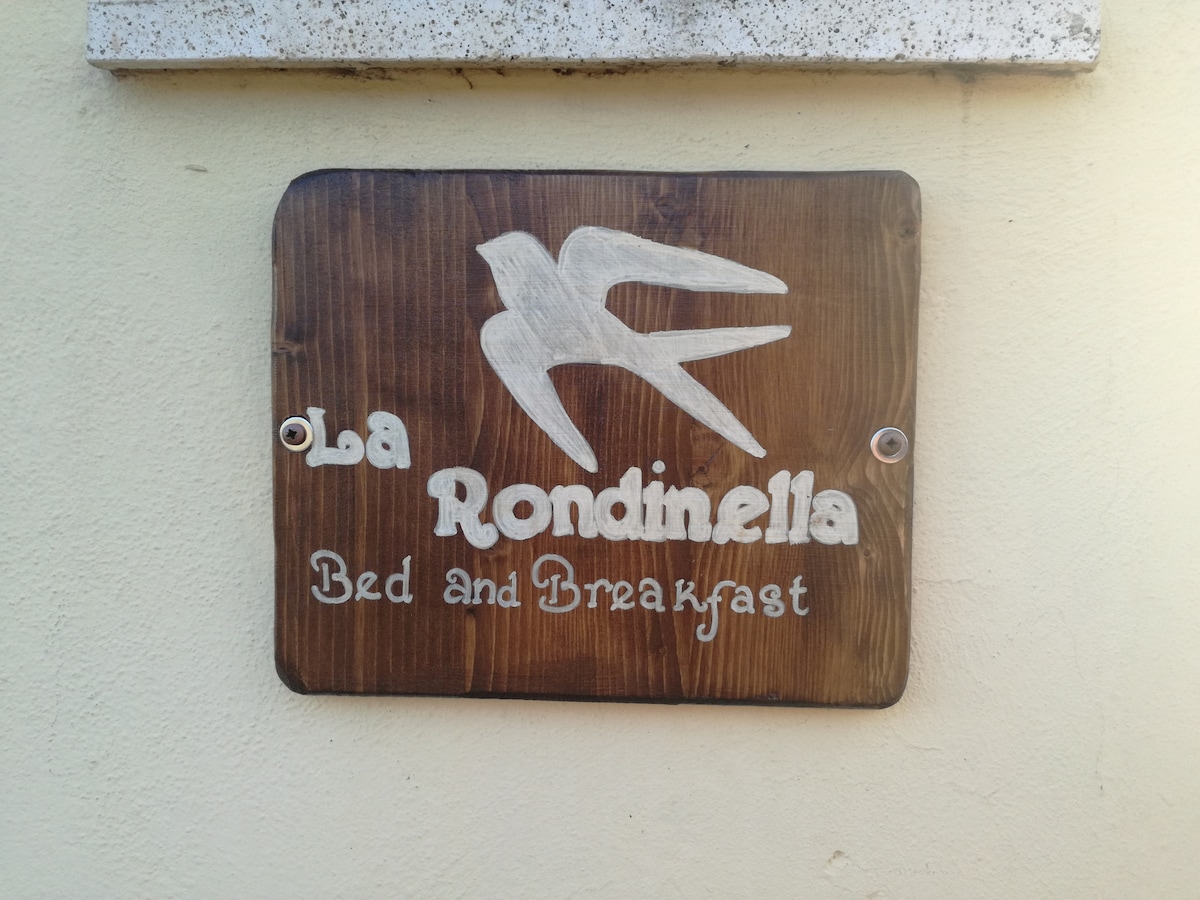 La
Rondinella
Bed and Breakfast